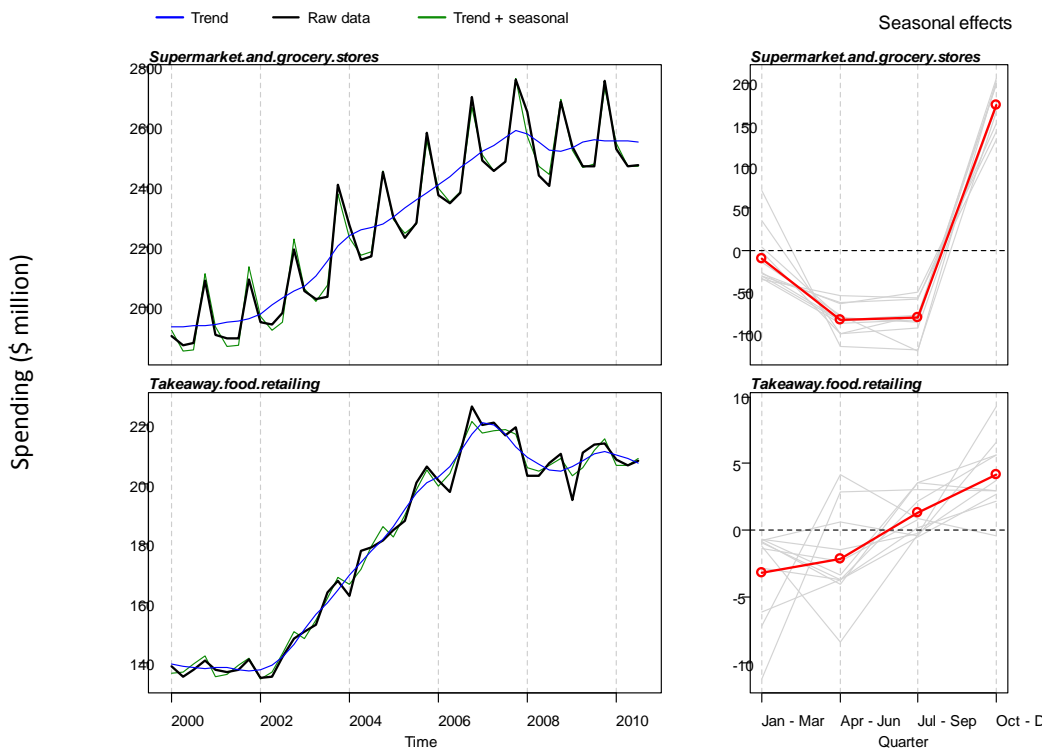 Trend Raw data Trend + seasonal
Seasonal effects
Supermarket.and.grocery.stores
2800
2600
2400
2200
2000
Supermarket.and.grocery.stores
200
150
100
50
0
-50
-100
Spending ($ million)
Takeaway.food.retailing
220
200
180
160
140
2000 2002 2004 2006 2008 2010
Time
Takeaway.food.retailing
10
5
0
-5
-10
Jan - Mar Apr - Jun Jul - Sep Oct - D
Quarter